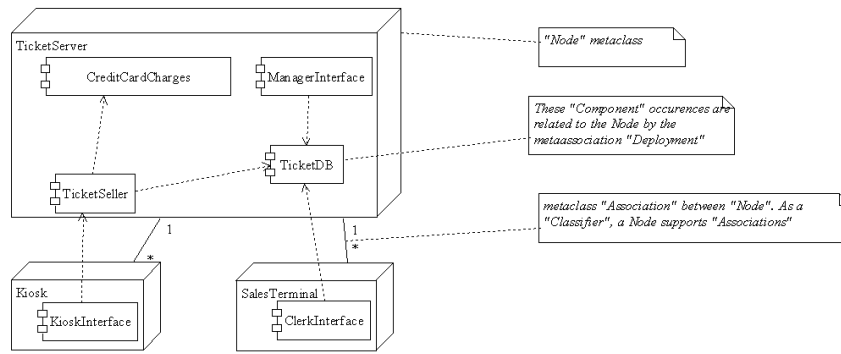 TicketServer
"Node" metaclass
CreditCardCharges
ManagerInterface
These "Component" occurences are
related to the Node by the
metaassociation "Deployment"
TicketDB
TicketSeller
metaclass "Association" between "Node". As a
"Classifier", a Node supports "Associations"
1
*
1
*
Kiosk
KioskInterface
SalesTerminal
ClerkInterface